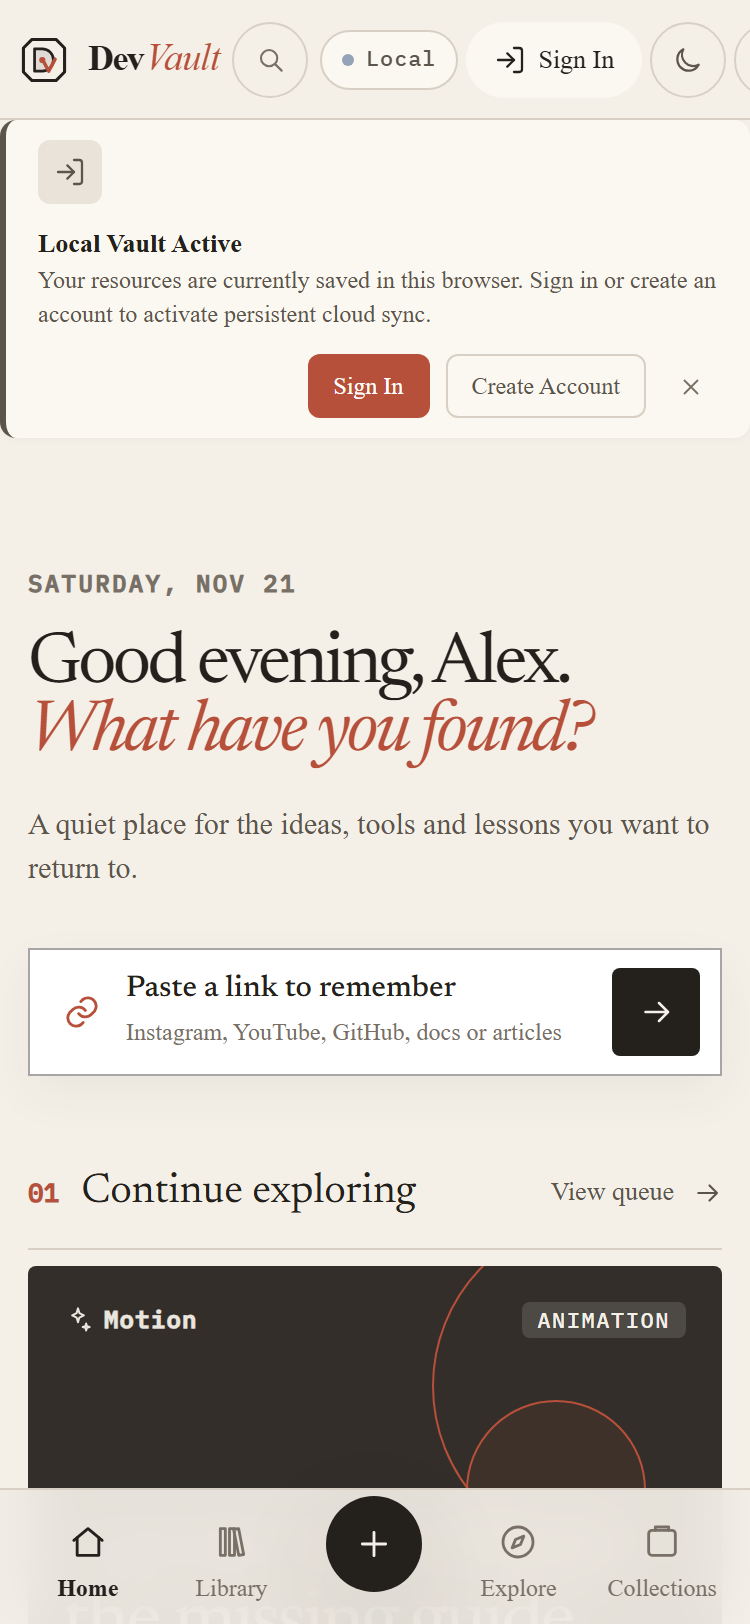 DevVault
Local
Sign In
Local Vault Active
Your resources are currently saved in this browser. Sign in or create an
account to activate persistent cloud sync.
Sign In
Create Account
SATURDAY, NOV 21
Good evening, Alex.
What have you found?
A quiet place for the ideas, tools and lessons you want to
return to.
Paste a link to remember
Instagram, YouTube, GitHub, docs or articles
01 Continue exploring
View queue
Motion
ANIMATION
the missing guide
Home
Library
Explore
Collections